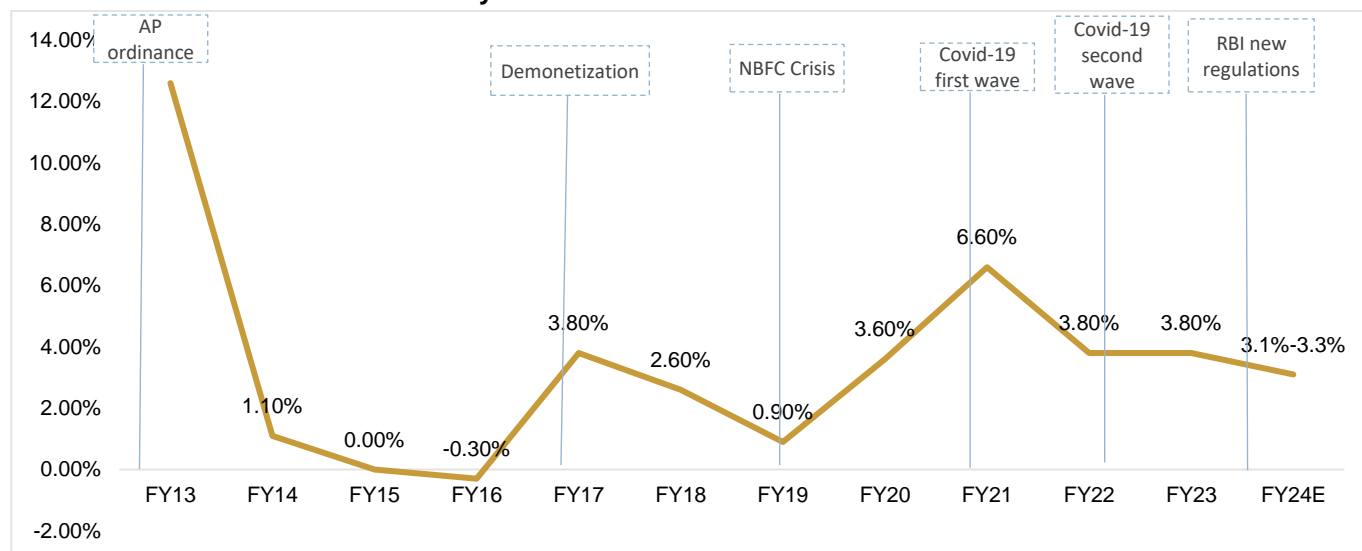 AP
ordinance
Demonetization
NBFC Crisis
Covid-19
first wave
Covid-19
second
wave
RBI new
regulations
14.00%
12.00%
10.00%
8.00%
6.00%
4.00%
2.00%
0.00%
-2.00%
1.10%
0.00%
-0.30%
3.80%
2.60%
0.90%
3.60%
6.60%
3.80%
3.80%
3.1%-3.3%
FY13 FY14 FY15 FY16 FY17 FY18 FY19 FY20 FY21 FY22 FY23 FY24E